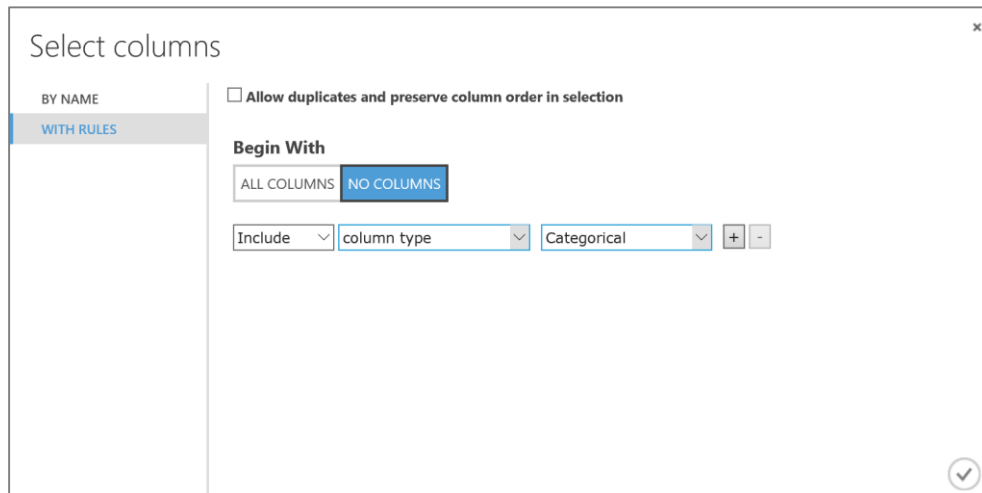 Select columns
×
BY NAME
WITH RULES
Allow duplicates and preserve column order in selection
Begin With
ALL COLUMNS NO COLUMNS
Include column type Categorical + -